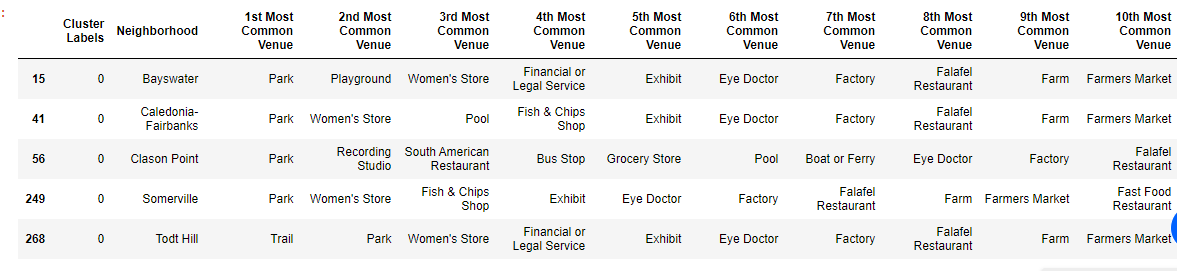 :
Cluster Labels Neighborhood 1st Most Common Venue 2nd Most Common Venue 3rd Most Common Venue 4th Most Common Venue 5th Most Common Venue 6th Most Common Venue 7th Most Common Venue 8th Most Common Venue 9th Most Common Venue 10th Most Common Venue
15 0 Bayswater Park Playground Women's Store Financial or Legal Service Exhibit Eye Doctor Factory Falafel Restaurant Farm Farmers Market
41 0 Caledonia-Fairbanks Park Women's Store Pool Fish & Chips Shop Exhibit Eye Doctor Factory Falafel Restaurant Farm Farmers Market
56 0 Clason Point Park Recording Studio South American Restaurant Bus Stop Grocery Store Pool Boat or Ferry Eye Doctor Factory Falafel Restaurant
249 0 Somerville Park Women's Store Fish & Chips Shop Exhibit Eye Doctor Factory Falafel Restaurant Farm Farmers Market Fast Food Restaurant
268 0 Todt Hill Trail Park Women's Store Financial or Legal Service Exhibit Eye Doctor Factory Falafel Restaurant Farm Farmers Market